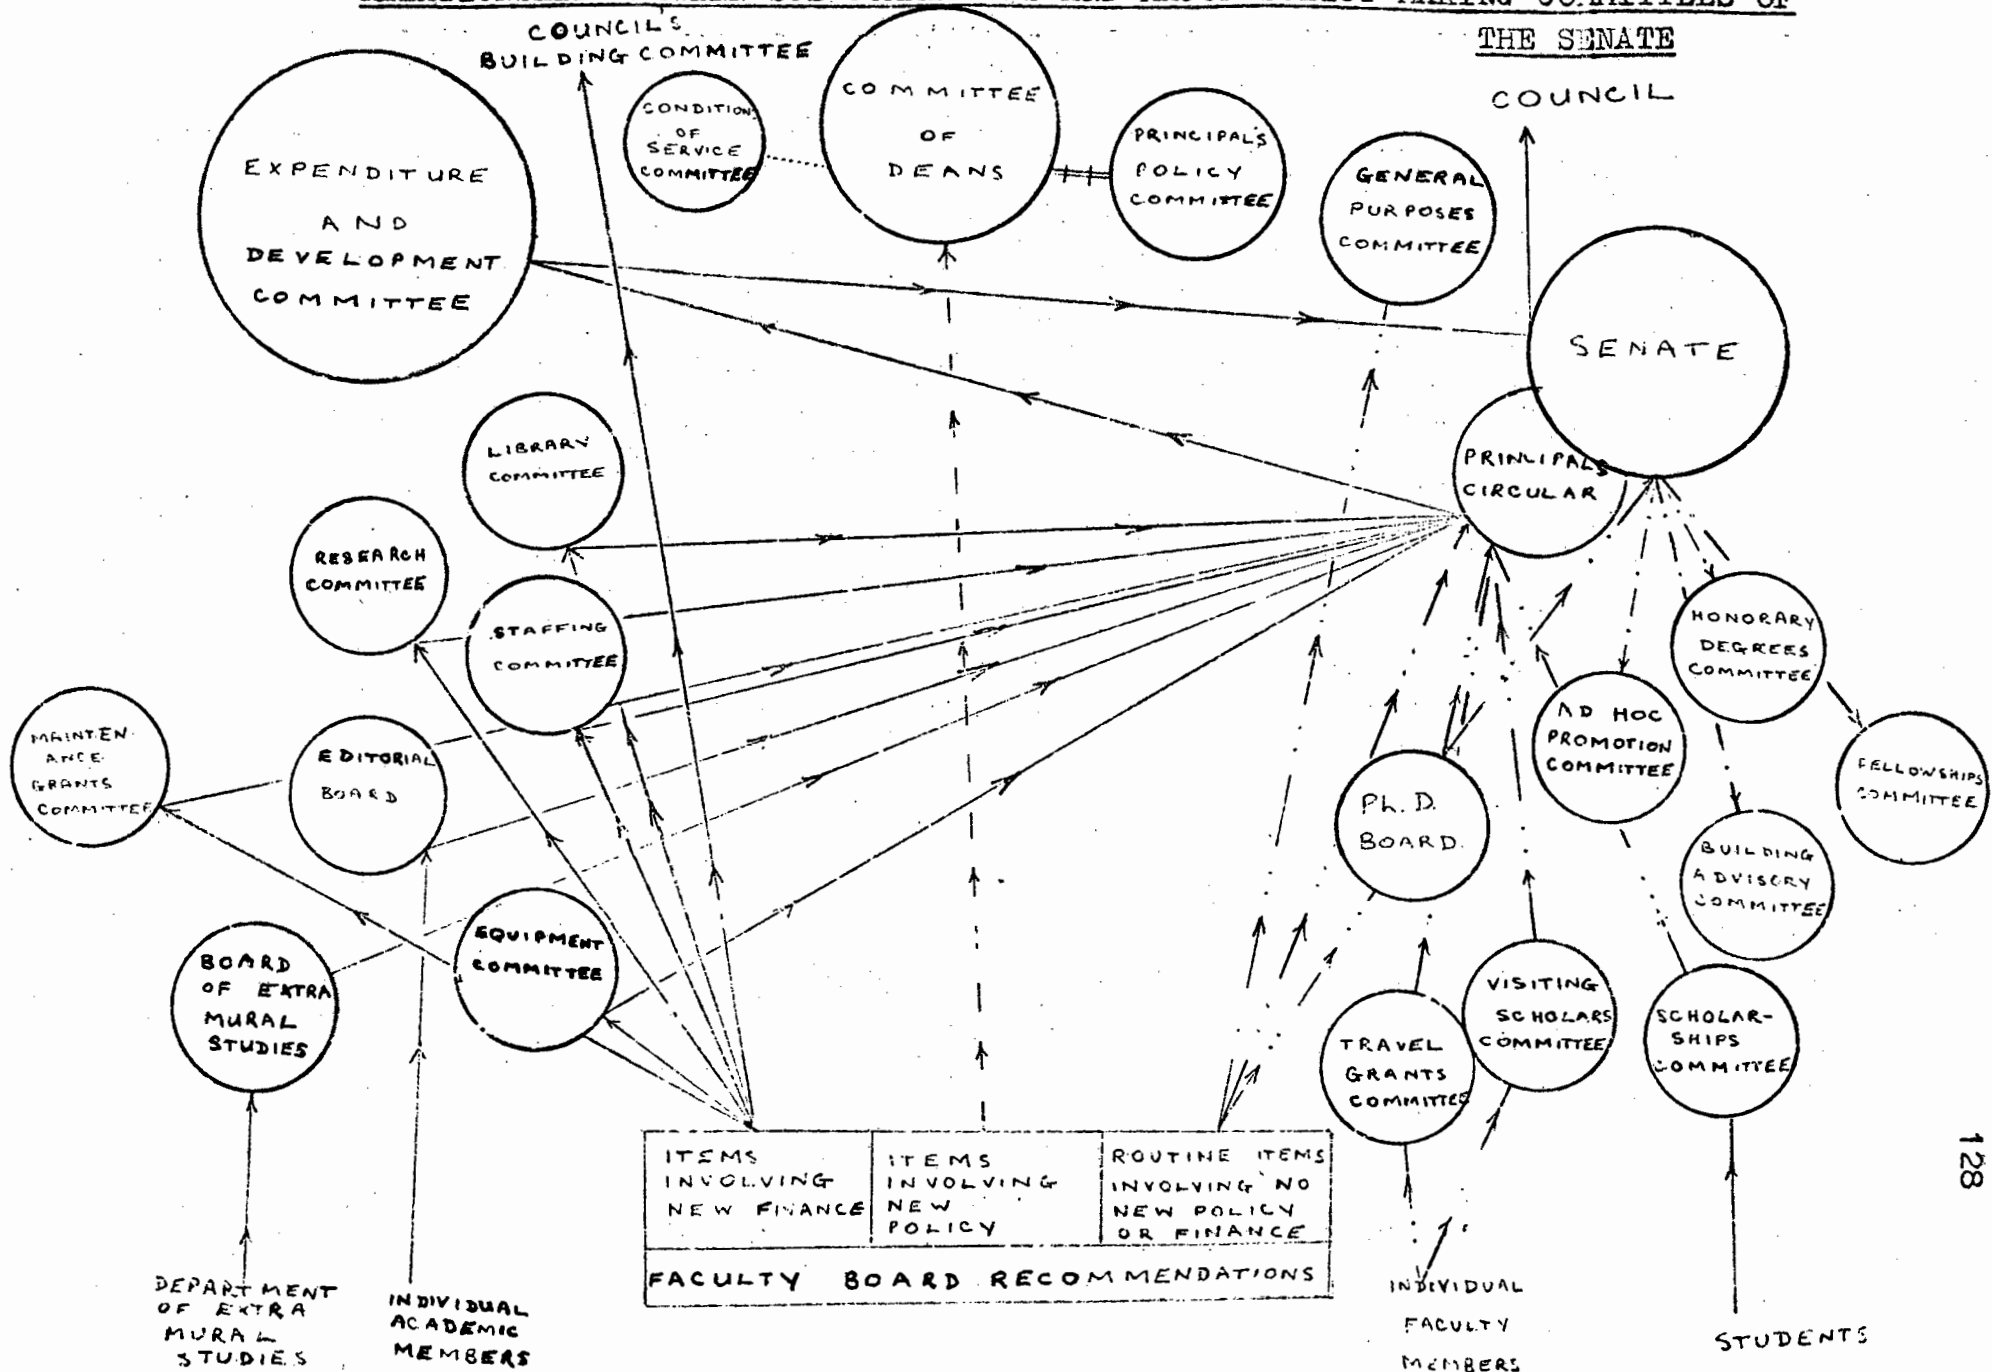 THE SENATE
COUNCIL'S
BUILDING COMMITTEE
COUNCIL
EXPENDITURE
AND
DEVELOPMENT
COMMITTEE
CONDITION
OF
SERVICE
COMMITTEE
COMMITTEE
OF
DEANS
PRINCIPAL'S
POLICY
COMMITTEE
GENERAL
PURPOSES
COMMITTEE
SENATE
PRINCIPAL'S
CIRCULAR
LIBRARY
COMMITTEE
RESEARCH
COMMITTEE
STAFFING
COMMITTEE
MAINTEN-
ANCE
GRANTS
COMMITTEE
EDITORIAL
BOARD
BOARD
OF EXTRA
MURAL
STUDIES
EQUIPMENT
COMMITTEE
HONORARY
DEGREES
COMMITTEE
AD HOC
PROMOTION
COMMITTEE
FELLOWSHIPS
COMMITTEE
Ph.D.
BOARD.
BUILDING
ADVISORY
COMMITTEE
VISITING
SCHOLARS
COMMITTEE
TRAVEL
GRANTS
COMMITTEE
SCHOLAR-
SHIPS
COMMITTEE
ITEMS
INVOLVING
NEW FINANCE
ITEMS
INVOLVING
NEW
POLICY
ROUTINE ITEMS
INVOLVING NO
NEW POLICY
OR FINANCE
FACULTY BOARD RECOMMENDATIONS
DEPARTMENT
OF EXTRA
MURAL
STUDIES
INDIVIDUAL
ACADEMIC
MEMBERS
INDIVIDUAL
FACULTY
MEMBERS
STUDENTS
128